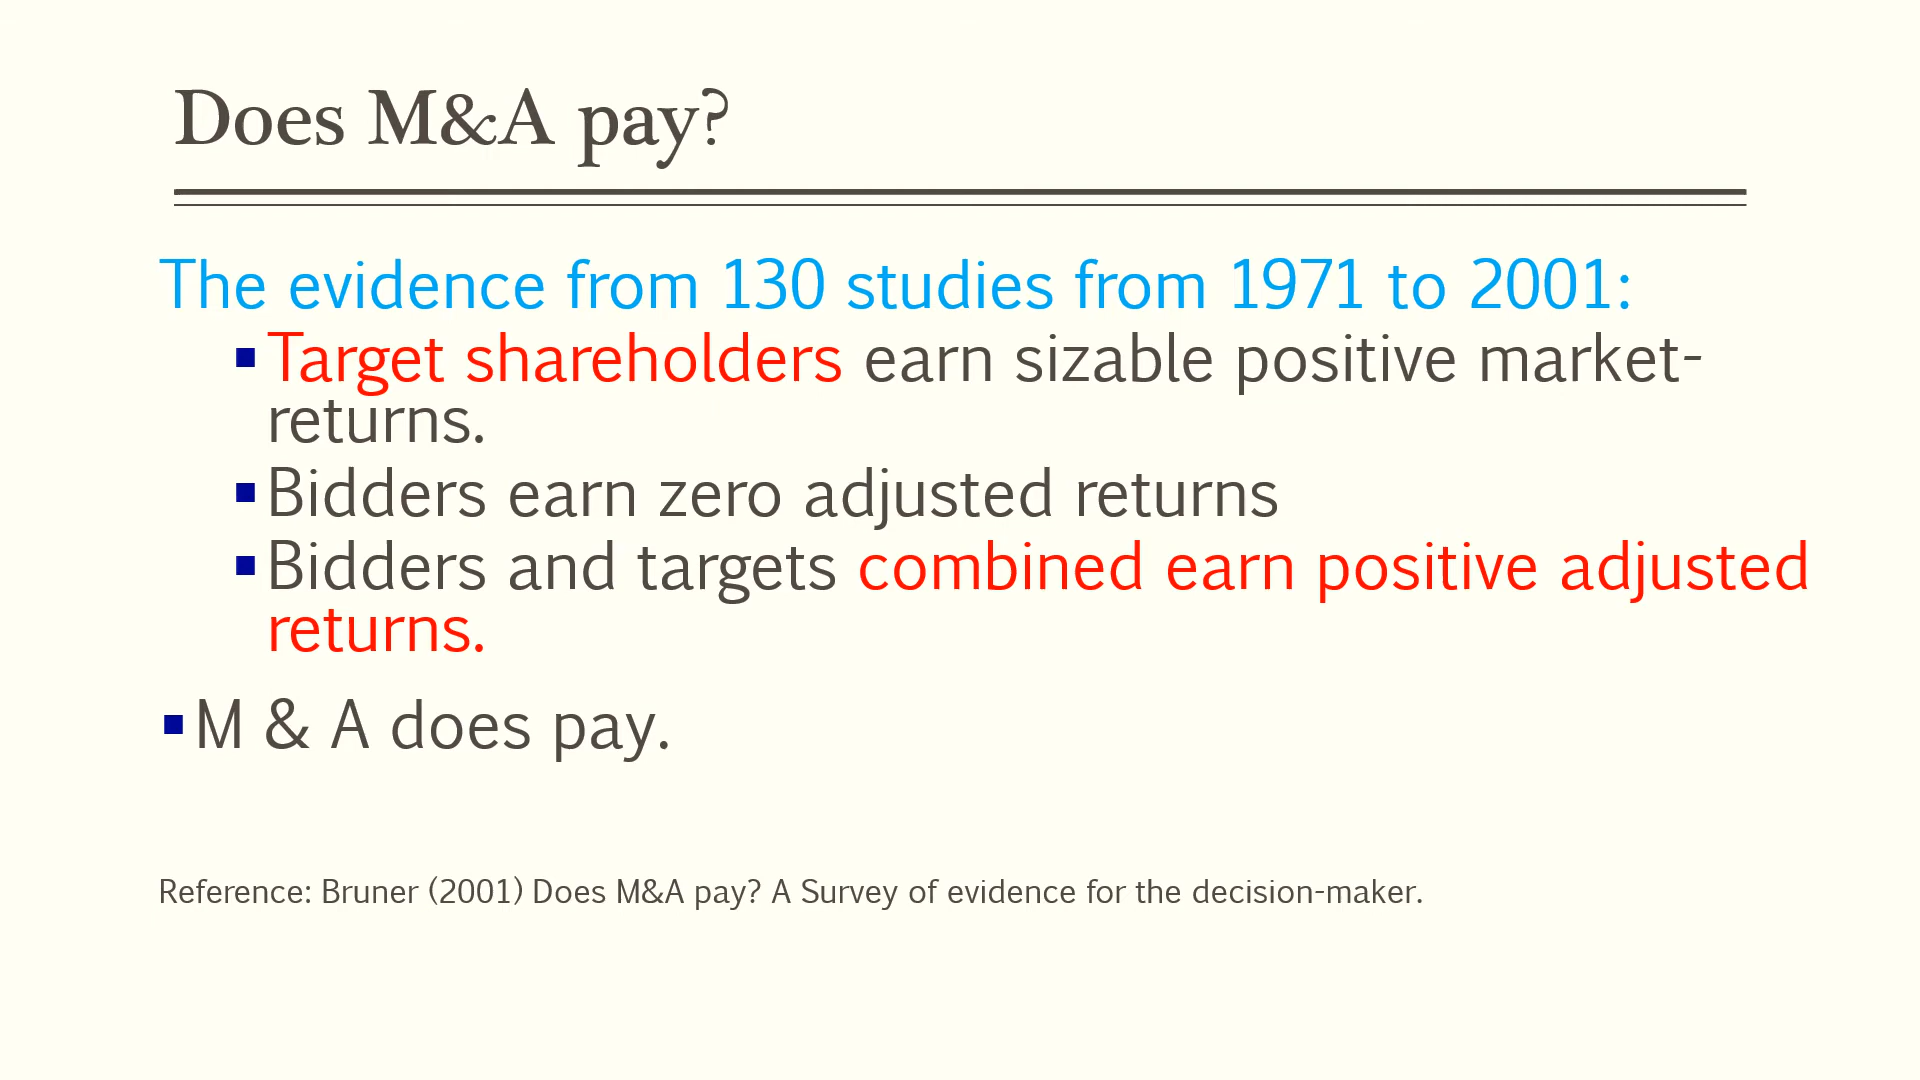 Does M&A pay?
The evidence from 130 studies from 1971 to 2001:
▪Target shareholders earn sizable positive market-
returns.
▪Bidders earn zero adjusted returns
▪Bidders and targets combined earn positive adjusted
returns.
▪M & A does pay.
Reference: Bruner (2001) Does M&A pay? A Survey of evidence for the decision-maker.